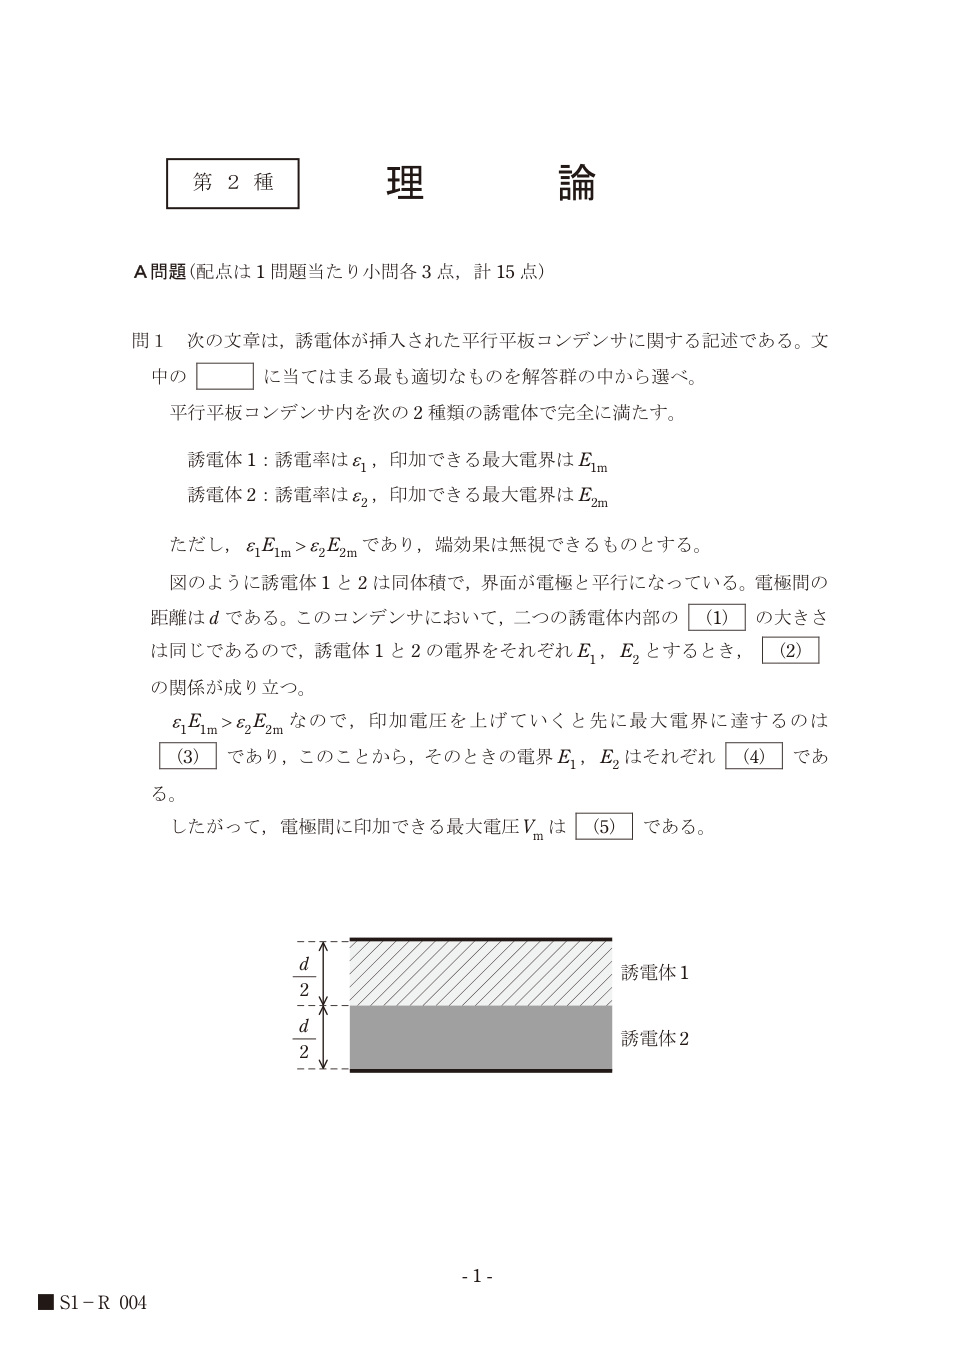 第 2 種
理 論
A問題(配点は1問題当たり小問各3点，計15点)
問1 次の文章は，誘電体が挿入された平行平板コンデンサに関する記述である。文
中の に当てはまる最も適切なものを解答群の中から選べ。
平行平板コンデンサ内を次の2種類の誘電体で完全に満たす。
誘電体1：誘電率はε1，印加できる最大電界はE1m
誘電体2：誘電率はε2，印加できる最大電界はE2m
ただし，ε1E1m＞ε2E2mであり，端効果は無視できるものとする。
図のように誘電体1と2は同体積で，界面が電極と平行になっている。電極間の
距離はdである。このコンデンサにおいて，二つの誘電体内部の (1) の大きさ
は同じであるので，誘電体1と2の電界をそれぞれE1，E2とするとき， (2)
の関係が成り立つ。
ε1E1m＞ε2E2mなので，印加電圧を上げていくと先に最大電界に達するのは
(3) であり，このことから，そのときの電界E1，E2はそれぞれ (4) であ
る。
したがって，電極間に印加できる最大電圧Vmは (5) である。
d
2
誘電体1
d
2
誘電体2
- 1 -
■ S1－R 004